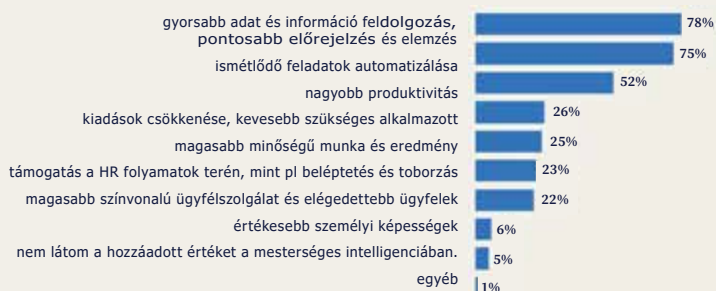 gyorsabb adat és információ feldolgozás,
pontosabb előrejelzés és elemzés
78%
ismétlődő feladatok automatizálása
75%
nagyobb produktivitás
52%
kiadások csökkenése, kevesebb szükséges alkalmazott
26%
magasabb minőségű munka és eredmény
25%
támogatás a HR folyamatok terén, mint pl beléptetés és toborzás
23%
magasabb színvonalú ügyfélszolgálat és elégedettebb ügyfelek
22%
értékesebb személyi képességek
6%
nem látom a hozzáadott értéket a mesterséges intelligenciában.
5%
egyéb
1%